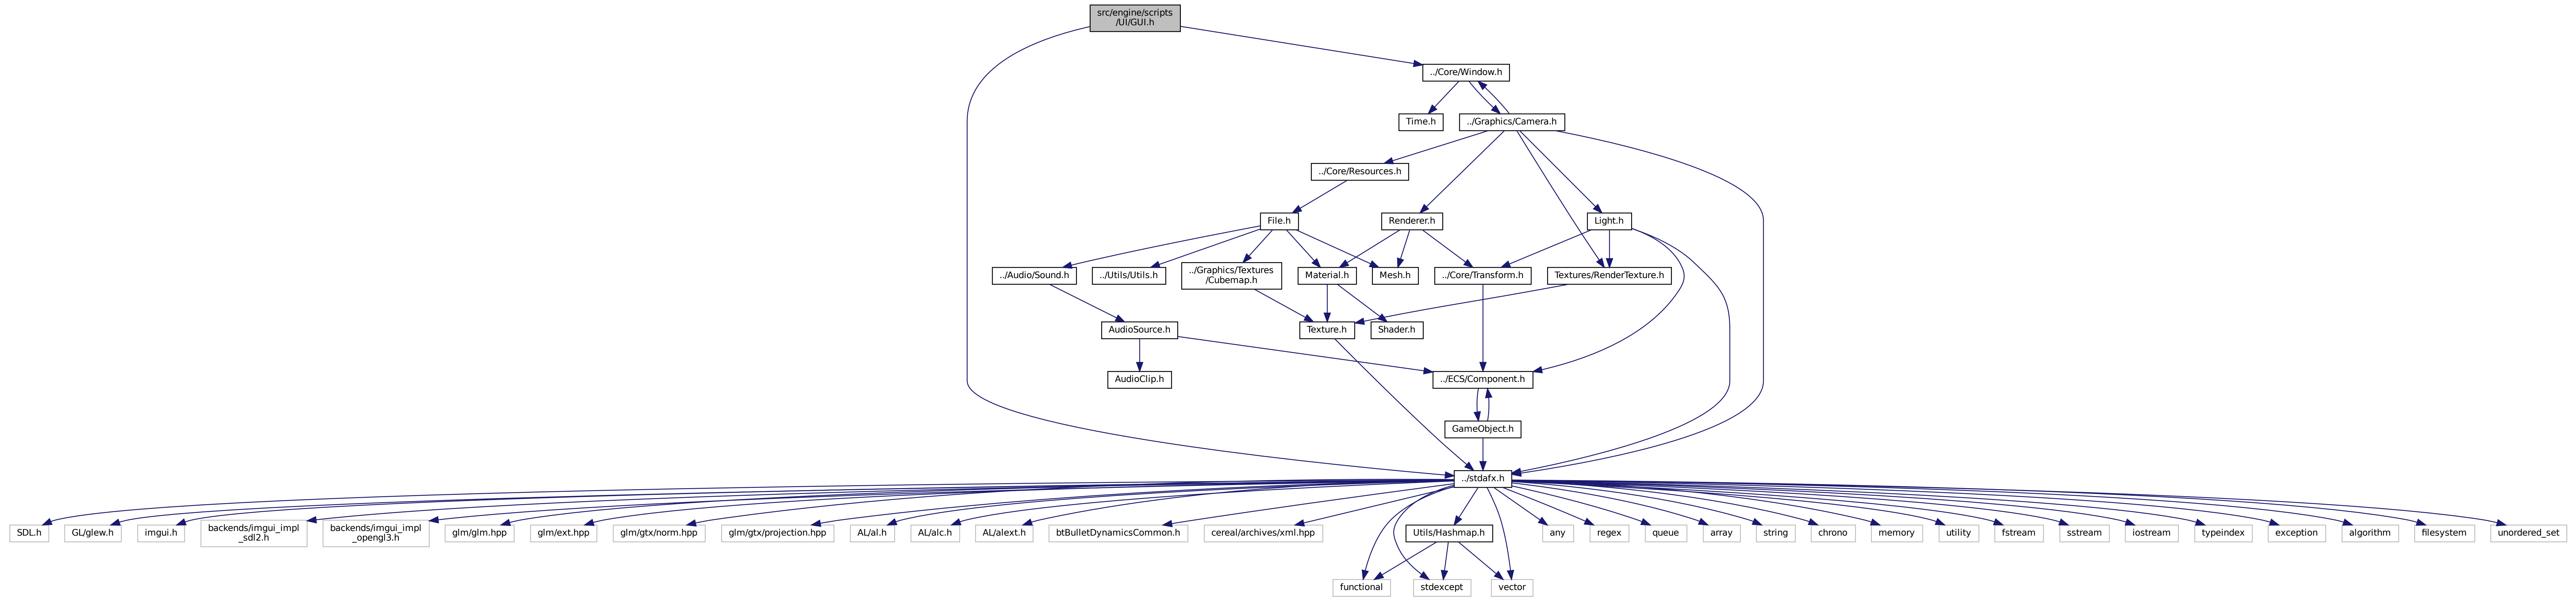 src/engine/scripts
/UI/GUI.h
../Core/Window.h
Time.h
../Graphics/Camera.h
../Core/Resources.h
File.h
Renderer.h
Light.h
../Audio/Sound.h
../Utils/Utils.h
../Graphics/Textures
/Cubemap.h
Material.h
Mesh.h
../Core/Transform.h
Textures/RenderTexture.h
AudioSource.h
Texture.h
Shader.h
AudioClip.h
../ECS/Component.h
GameObject.h
../stdafx.h
SDL.h
GL/glew.h
imgui.h
backends/imgui_impl
_sdl2.h
backends/imgui_impl
_opengl3.h
glm/glm.hpp
glm/ext.hpp
glm/gtx/norm.hpp
glm/gtx/projection.hpp
AL/al.h
AL/alc.h
AL/alext.h
btBulletDynamicsCommon.h
cereal/archives/xml.hpp
Utils/Hashmap.h
any
regex
queue
array
string
chrono
memory
utility
fstream
sstream
iostream
typeindex
exception
algorithm
filesystem
unordered_set
functional
stdexcept
vector